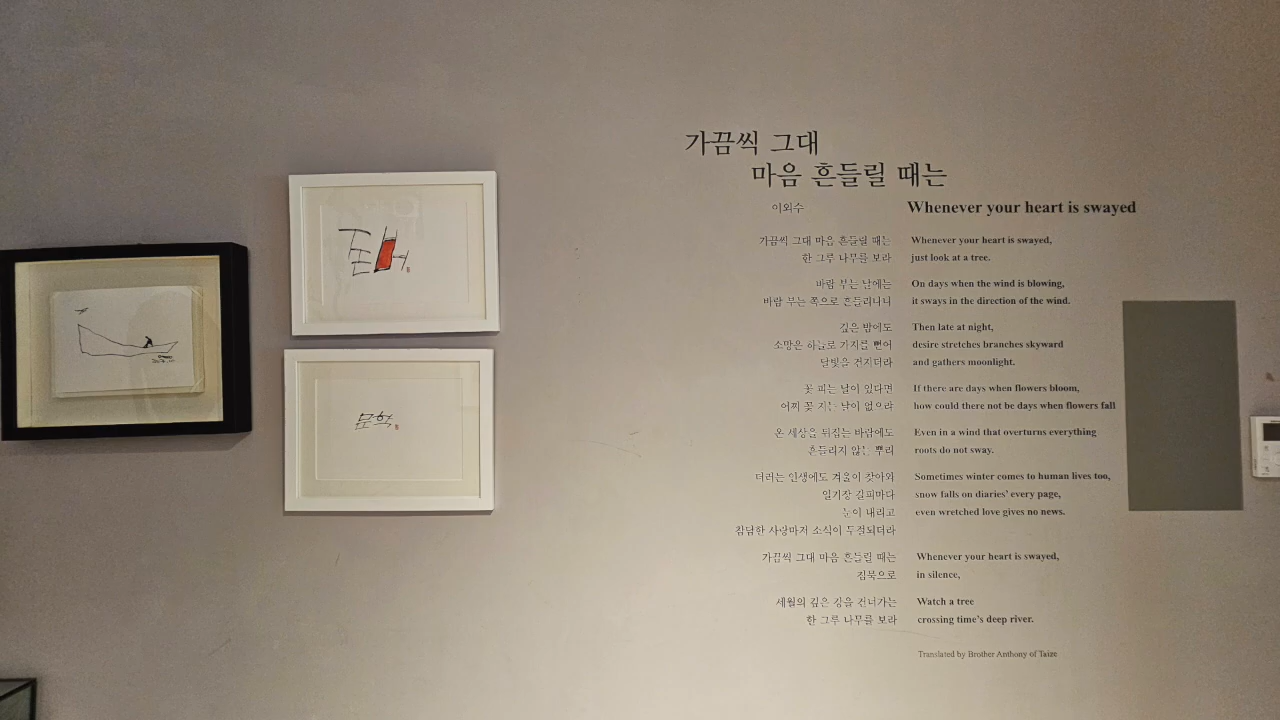 가끔씩 그대
마음 흔들릴 때는
이외수
Whenever your heart is swayed
가끔씩 그대 마음 흔들릴 때는
한 그루 나무를 보라
바람 부는 날에는
바람 부는 쪽으로 흔들리나니
깊은 밤에도
소망은 하늘로 가지를 뻗어
달빛을 건지더라
꽃 피는 날이 있다면
어찌 꽃 지는 날이 없으랴
온 세상을 뒤집는 바람에도
흔들리지 않는 뿌리
더러는 인생에도 겨울이 찾아와
일기장 갈피마다
눈이 내리고
참담한 사랑마저 소식이 두절되더라
가끔씩 그대 마음 흔들릴 때는
침묵으로
세월의 깊은 강을 건너가는
한 그루 나무를 보라
Whenever your heart is swayed,
just look at a tree.
On days when the wind is blowing,
it sways in the direction of the wind.
Then late at night,
desire stretches branches skyward
and gathers moonlight.
If there are days when flowers bloom,
how could there not be days when flowers fall
Even in a wind that overturns everything
roots do not sway.
Sometimes winter comes to human lives too,
snow falls on diaries' every page,
even wretched love gives no news.
Whenever your heart is swayed,
in silence,
Watch a tree
crossing time's deep river.
Translated by Brother Anthony of Taize
문학